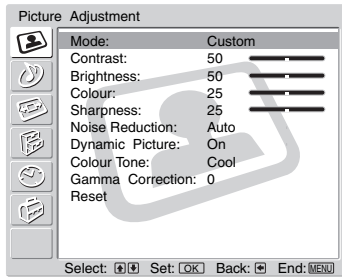 Picture Adjustment
Mode: Custom
Contrast: 50
Brightness: 50
Colour: 25
Sharpness: 25
Noise Reduction: Auto
Dynamic Picture: On
Colour Tone: Cool
Gamma Correction: 0
Reset
Select: Set: OK Back: End: MENU